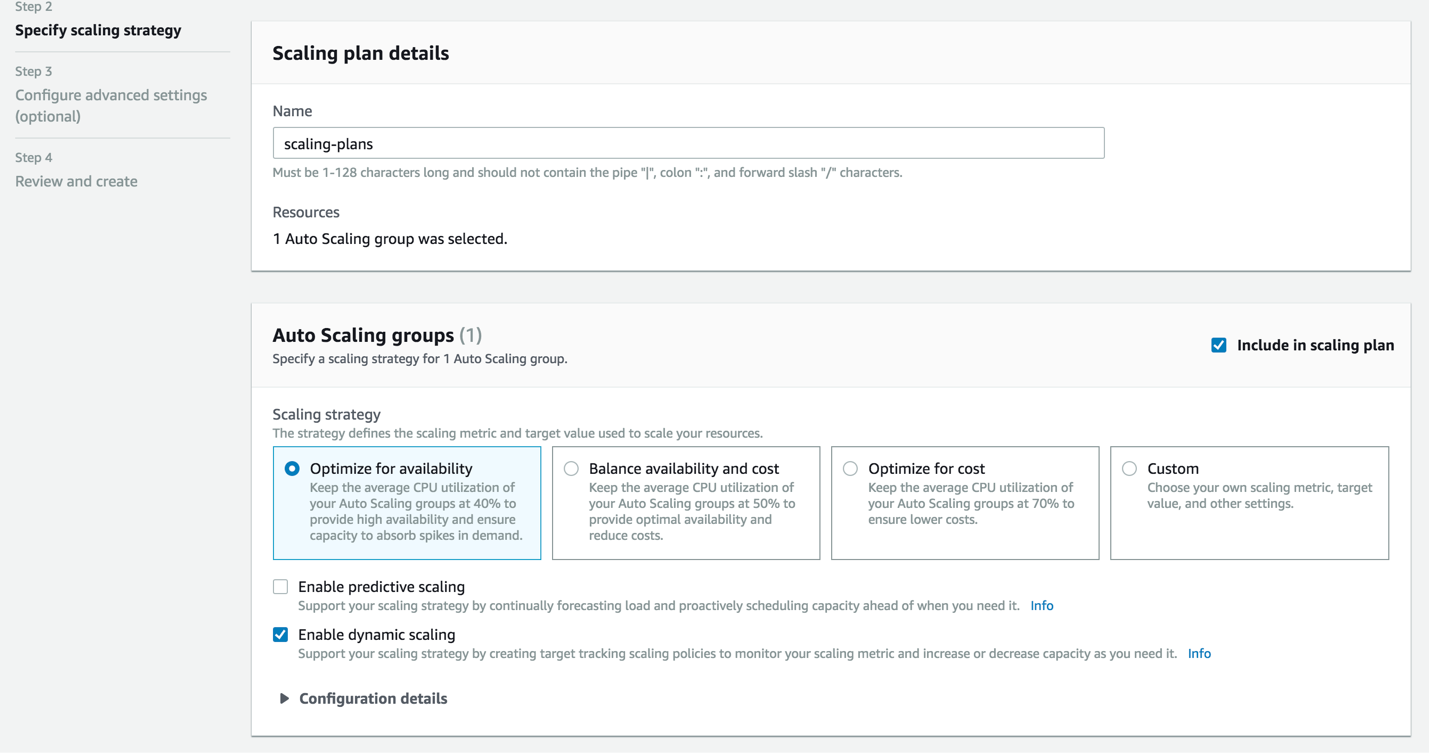 Step 2
Specify scaling strategy
Step 3
Configure advanced settings
(optional)
Step 4
Review and create
Scaling plan details
Name
scaling-plans
Must be 1-128 characters long and should not contain the pipe "|", colon ":", and forward slash "/" characters.
Resources
1 Auto Scaling group was selected.
Auto Scaling groups (1)
Specify a scaling strategy for 1 Auto Scaling group.
Include in scaling plan
Scaling strategy
The strategy defines the scaling metric and target value used to scale your resources.
Optimize for availability
Keep the average CPU utilization of
your Auto Scaling groups at 40% to
provide high availability and ensure
capacity to absorb spikes in demand.
Balance availability and cost
Keep the average CPU utilization of
your Auto Scaling groups at 50% to
provide optimal availability and
reduce costs.
Optimize for cost
Keep the average CPU utilization of
your Auto Scaling groups at 70% to
ensure lower costs.
Custom
Choose your own scaling metric, target
value, and other settings.
Enable predictive scaling
Support your scaling strategy by continually forecasting load and proactively scheduling capacity ahead of when you need it. Info
Enable dynamic scaling
Support your scaling strategy by creating target tracking scaling policies to monitor your scaling metric and increase or decrease capacity as you need it. Info
Configuration details